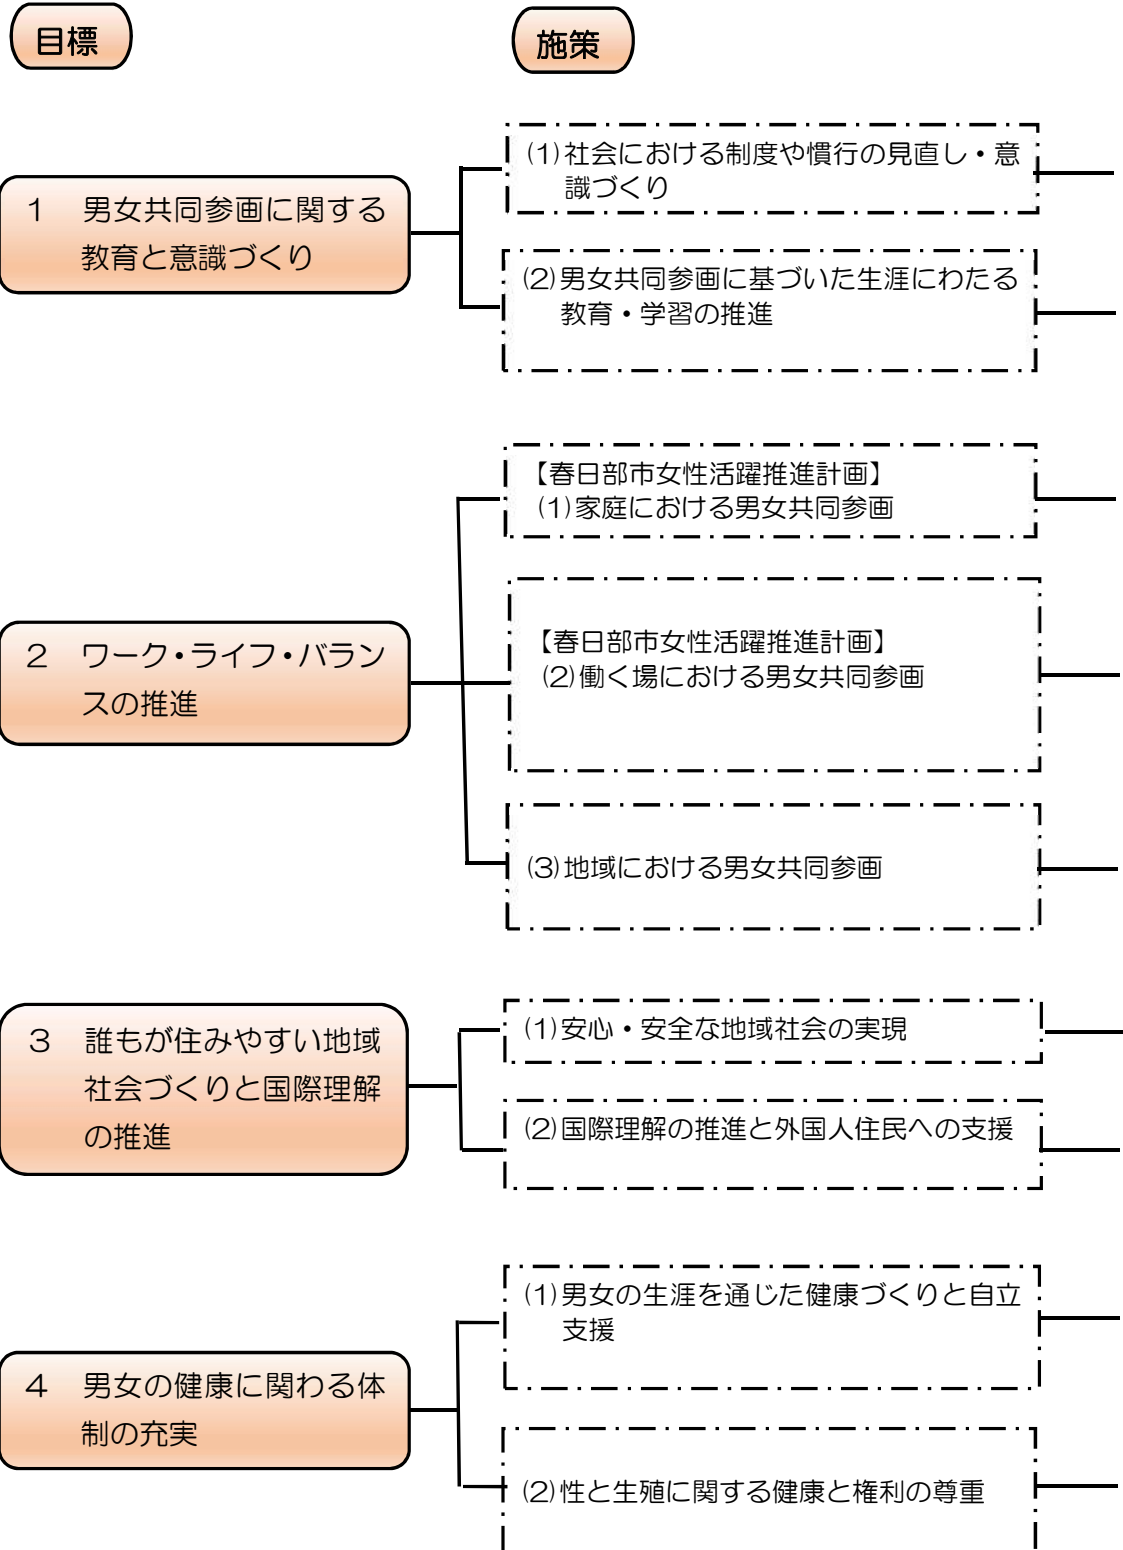 目標
施策
1 男女共同参画に関する
教育と意識づくり
(1)社会における制度や慣行の見直し・意
識づくり
(2)男女共同参画に基づいた生涯にわたる
教育・学習の推進
2 ワーク・ライフ・バラン
スの推進
【春日部市女性活躍推進計画】
(1)家庭における男女共同参画
【春日部市女性活躍推進計画】
(2)働く場における男女共同参画
(3)地域における男女共同参画
3 誰もが住みやすい地域
社会づくりと国際理解
の推進
(1)安心・安全な地域社会の実現
(2)国際理解の推進と外国人住民への支援
4 男女の健康に関わる体
制の充実
(1)男女の生涯を通じた健康づくりと自立
支援
(2)性と生殖に関する健康と権利の尊重